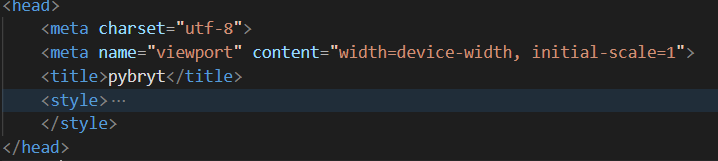 <head>
<meta charset="utf-8">
<meta name="viewport" content="width=device-width, initial-scale=1">
<title>pybryt</title>
<style>…
</style>
</head>